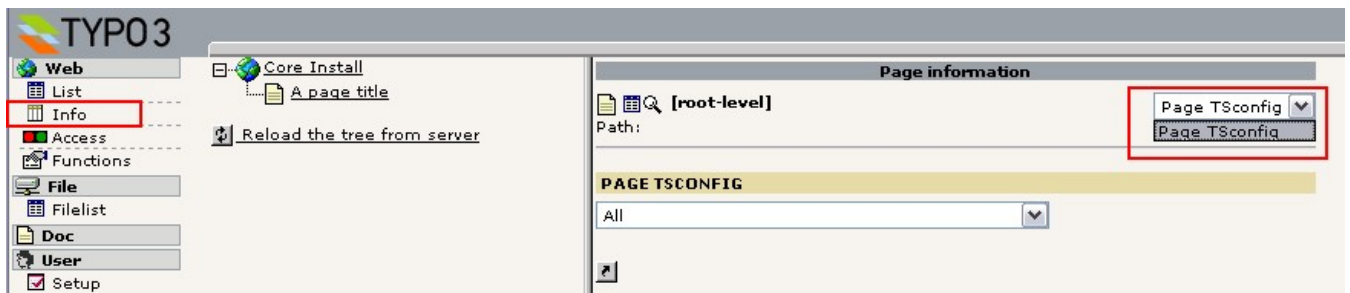 TYPO3
Web
List
Info
Access
Functions
File
Filelist
Doc
User
Setup
Core Install
A page title
Reload the tree from server
Page information
[root-level]
Path:
Page TSconfig
Page TSconfig
PAGE TSCONFIG
All